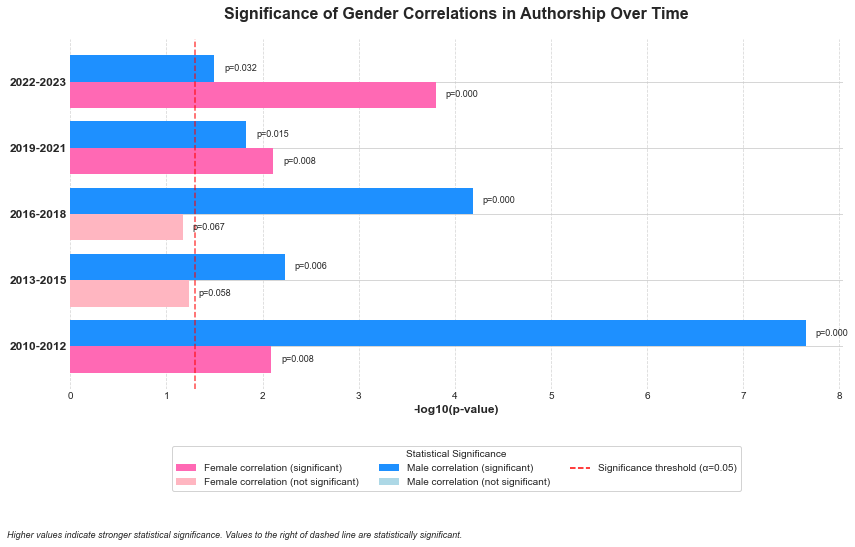 Significance of Gender Correlations in Authorship Over Time
2022-2023
p=0.032
p=0.000
2019-2021
p=0.015
p=0.008
2016-2018
p=0.000
p=0.067
2013-2015
p=0.006
p=0.058
2010-2012
p=0.000
p=0.008
0 1 2 3 4 5 6 7 8
-log10(p-value)
Statistical Significance
Female correlation (significant) Male correlation (significant) Significance threshold (α=0.05)
Female correlation (not significant) Male correlation (not significant)
Higher values indicate stronger statistical significance. Values to the right of dashed line are statistically significant.